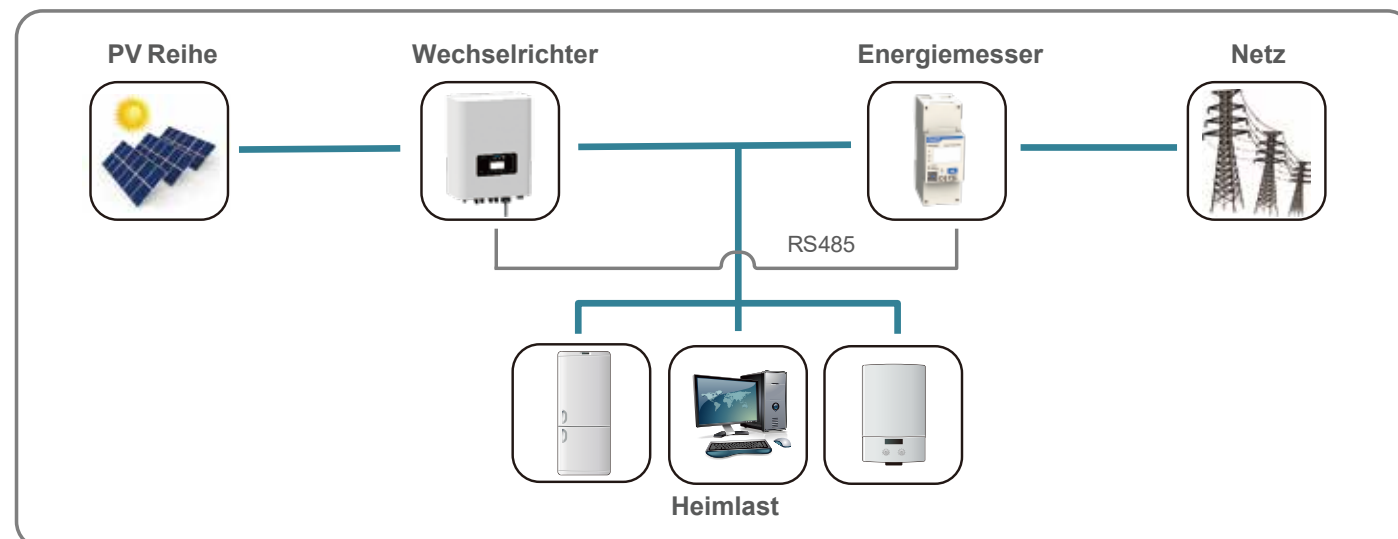 PV Reihe
Wechselrichter
Energiemesser
Netz
RS485
Heimlast